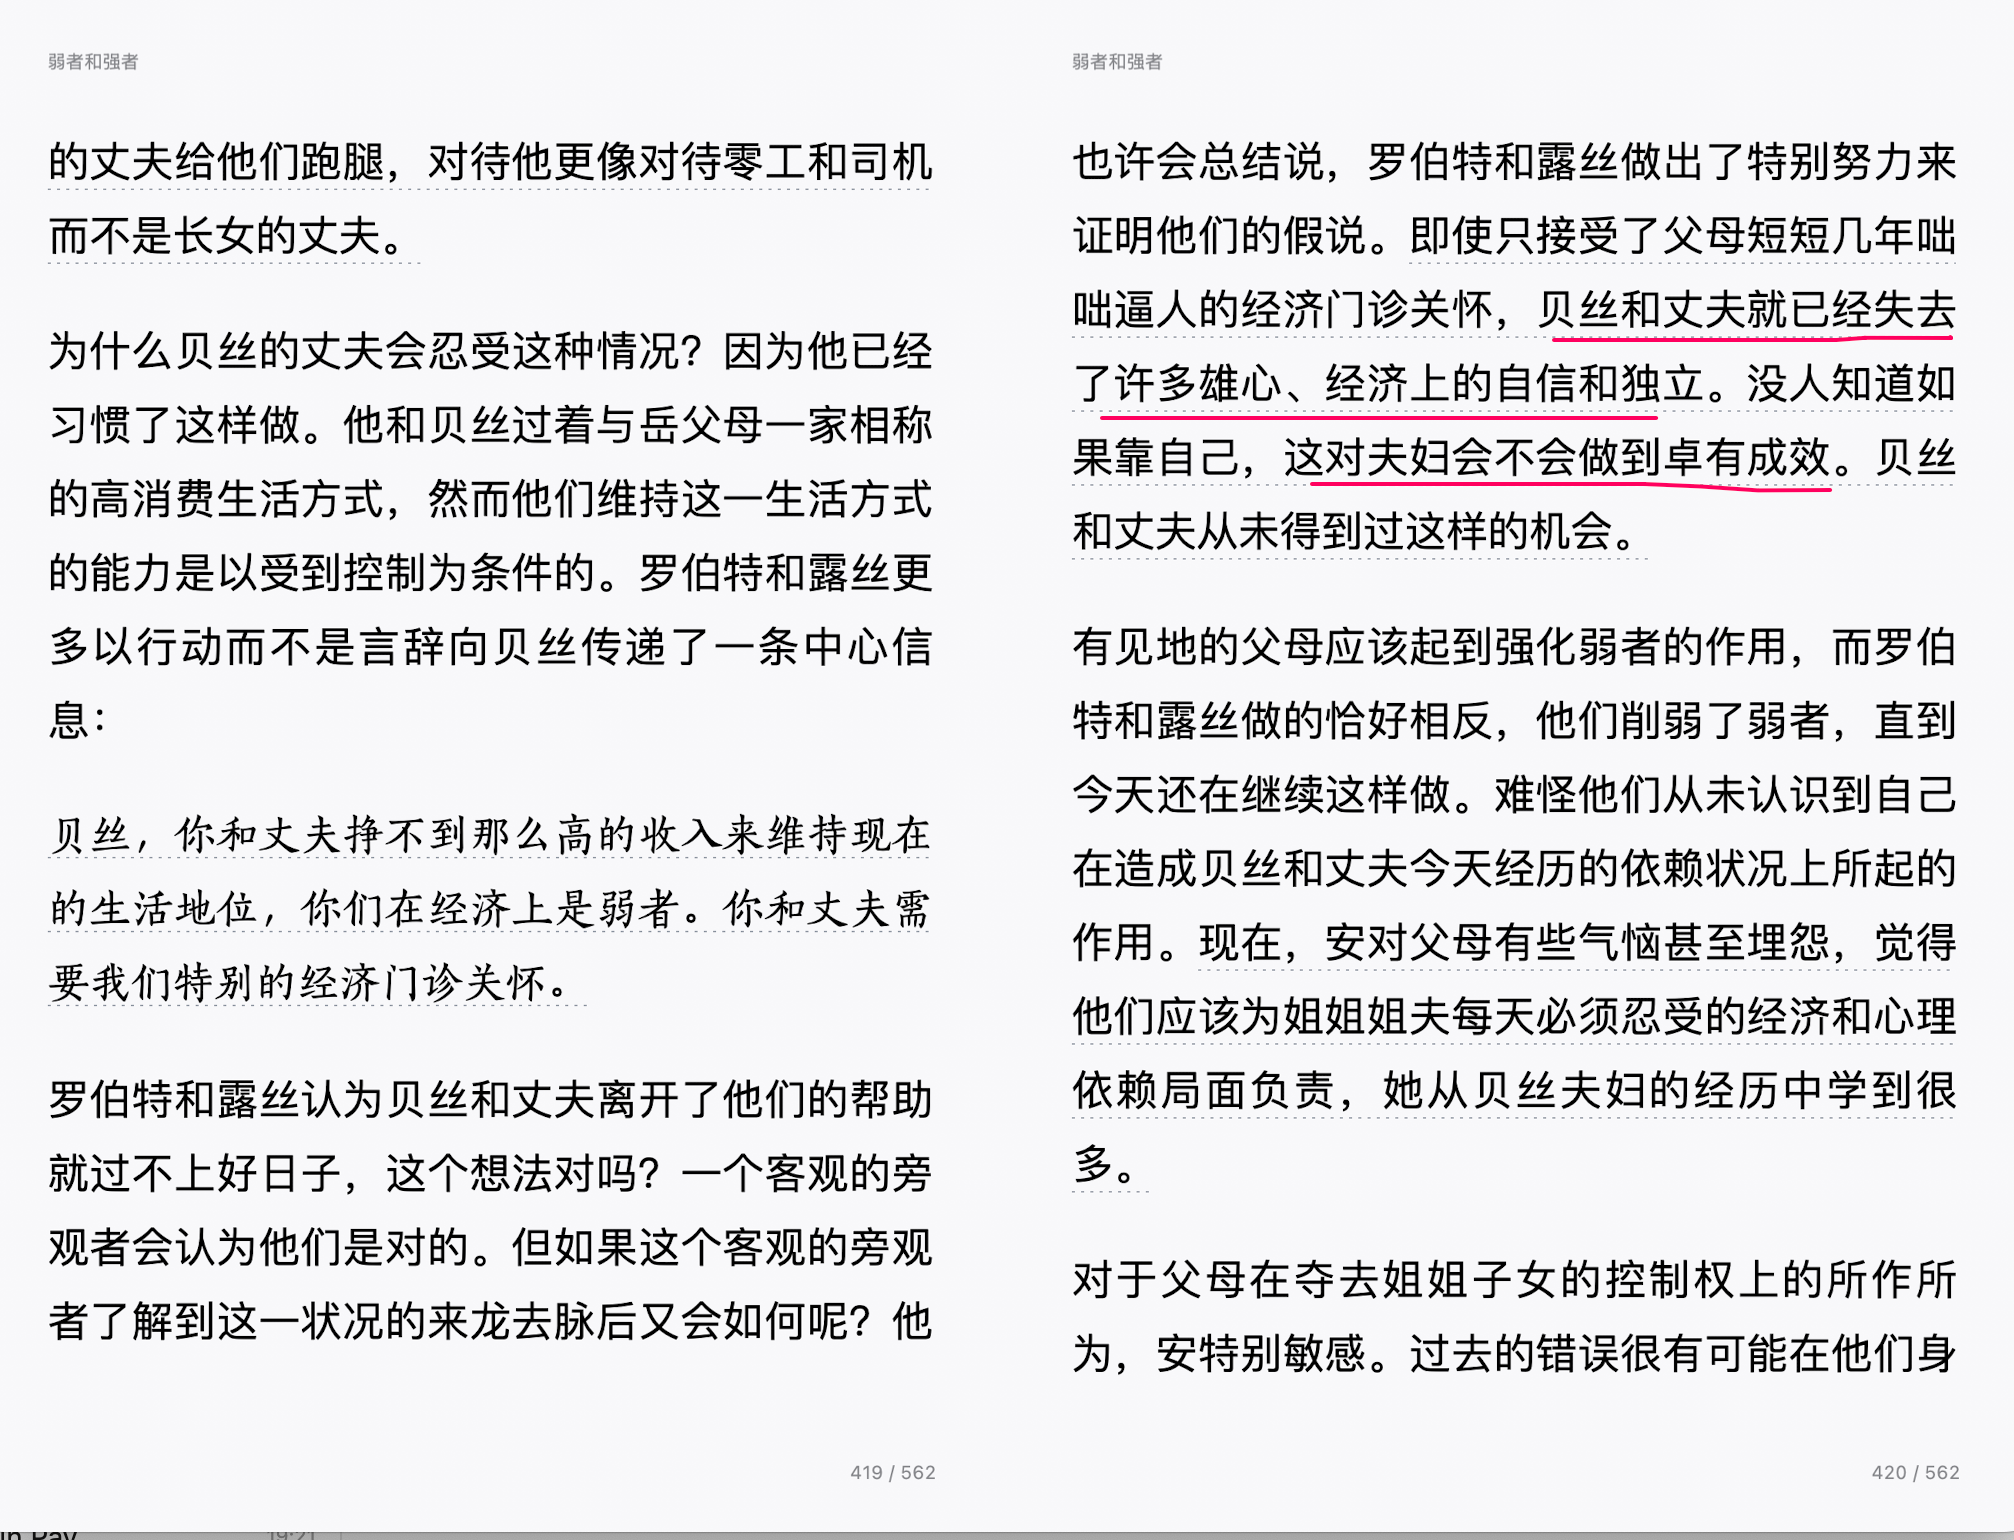 弱者和强者
的丈夫给他们跑腿，对待他更像对待零工和司机
而不是长女的丈夫。
为什么贝丝的丈夫会忍受这种情况？因为他已经
习惯了这样做。他和贝丝过着与岳父母一家相称
的高消费生活方式，然而他们维持这一生活方式
的能力是以受到控制为条件的。罗伯特和露丝更
多以行动而不是言辞向贝丝传递了一条中心信
息：
贝丝，你和丈夫挣不到那么高的收入来维持现在
的生活地位，你们在经济上是弱者。你和丈夫需
要我们特别的经济门诊关怀。
罗伯特和露丝认为贝丝和丈夫离开了他们的帮助
就过不上好日子，这个想法对吗？一个客观的旁
观者会认为他们是对的。但如果这个客观的旁观
者了解到这一状况的来龙去脉后又会如何呢？他
419 / 562
弱者和强者
也许会总结说，罗伯特和露丝做出了特别努力来
证明他们的假说。即使只接受了父母短短几年咄
咄逼人的经济门诊关怀，贝丝和丈夫就已经失去
了许多雄心、经济上的自信和独立。没人知道如
果靠自己，这对夫妇会不会做到卓有成效。贝丝
和丈夫从未得到过这样的机会。
有见地的父母应该起到强化弱者的作用，而罗伯
特和露丝做的恰好相反，他们削弱了弱者，直到
今天还在继续这样做。难怪他们从未认识到自己
在造成贝丝和丈夫今天经历的依赖状况上所起的
作用。现在，安对父母有些气恼甚至埋怨，觉得
他们应该为姐姐姐夫每天必须忍受的经济和心理
依赖局面负责，她从贝丝夫妇的经历中学到很
多。
对于父母在夺去姐姐子女的控制权上的所作所
为，安特别敏感。过去的错误很有可能在他们身
420 / 562